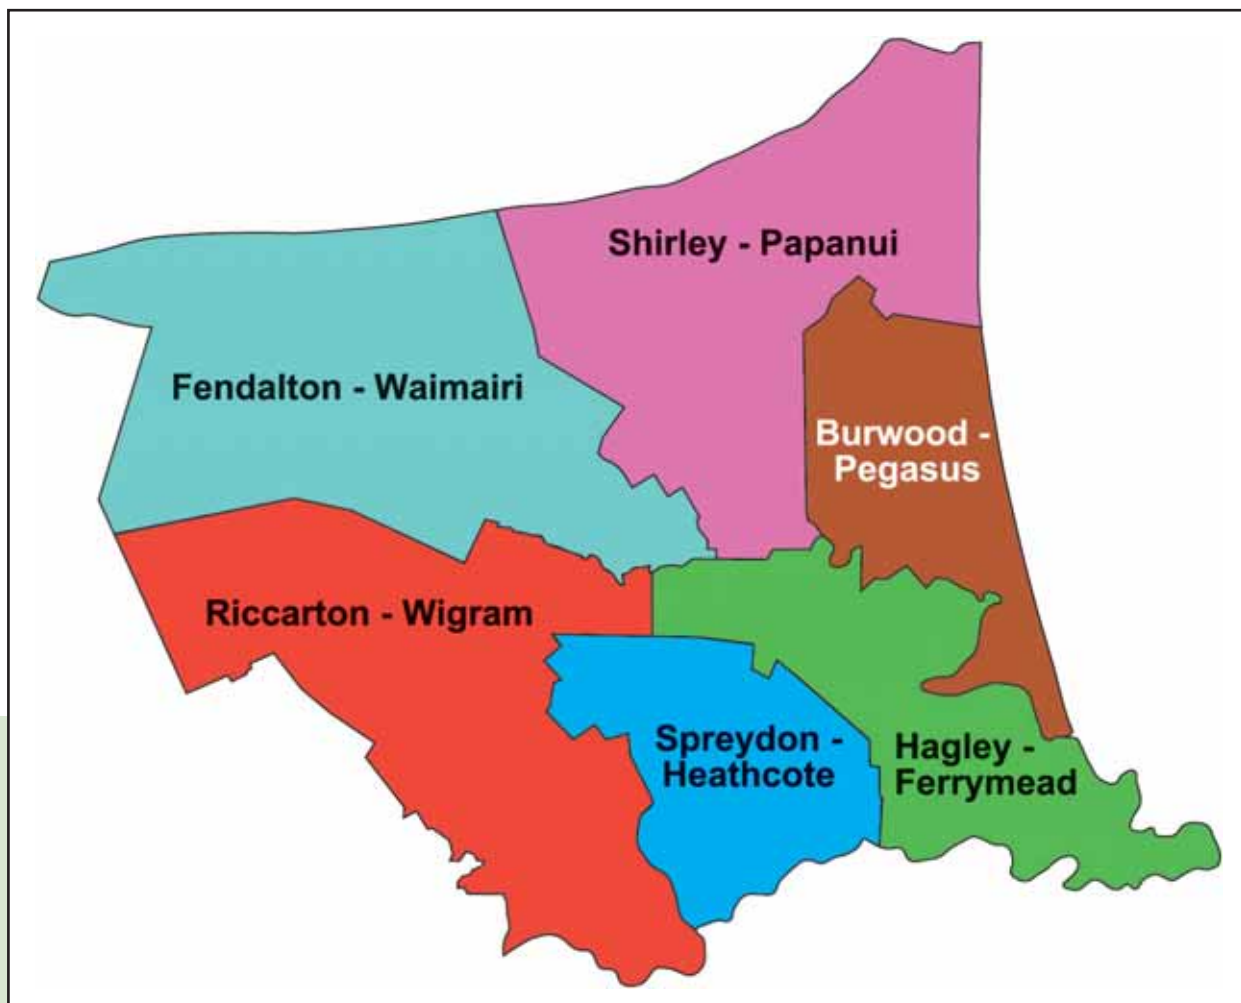 Shirley - Papanui
Fendalton - Waimairi
Burwood -
Pegasus
Riccarton - Wigram
Spreydon -
Heathcote
Hagley -
Ferrymead